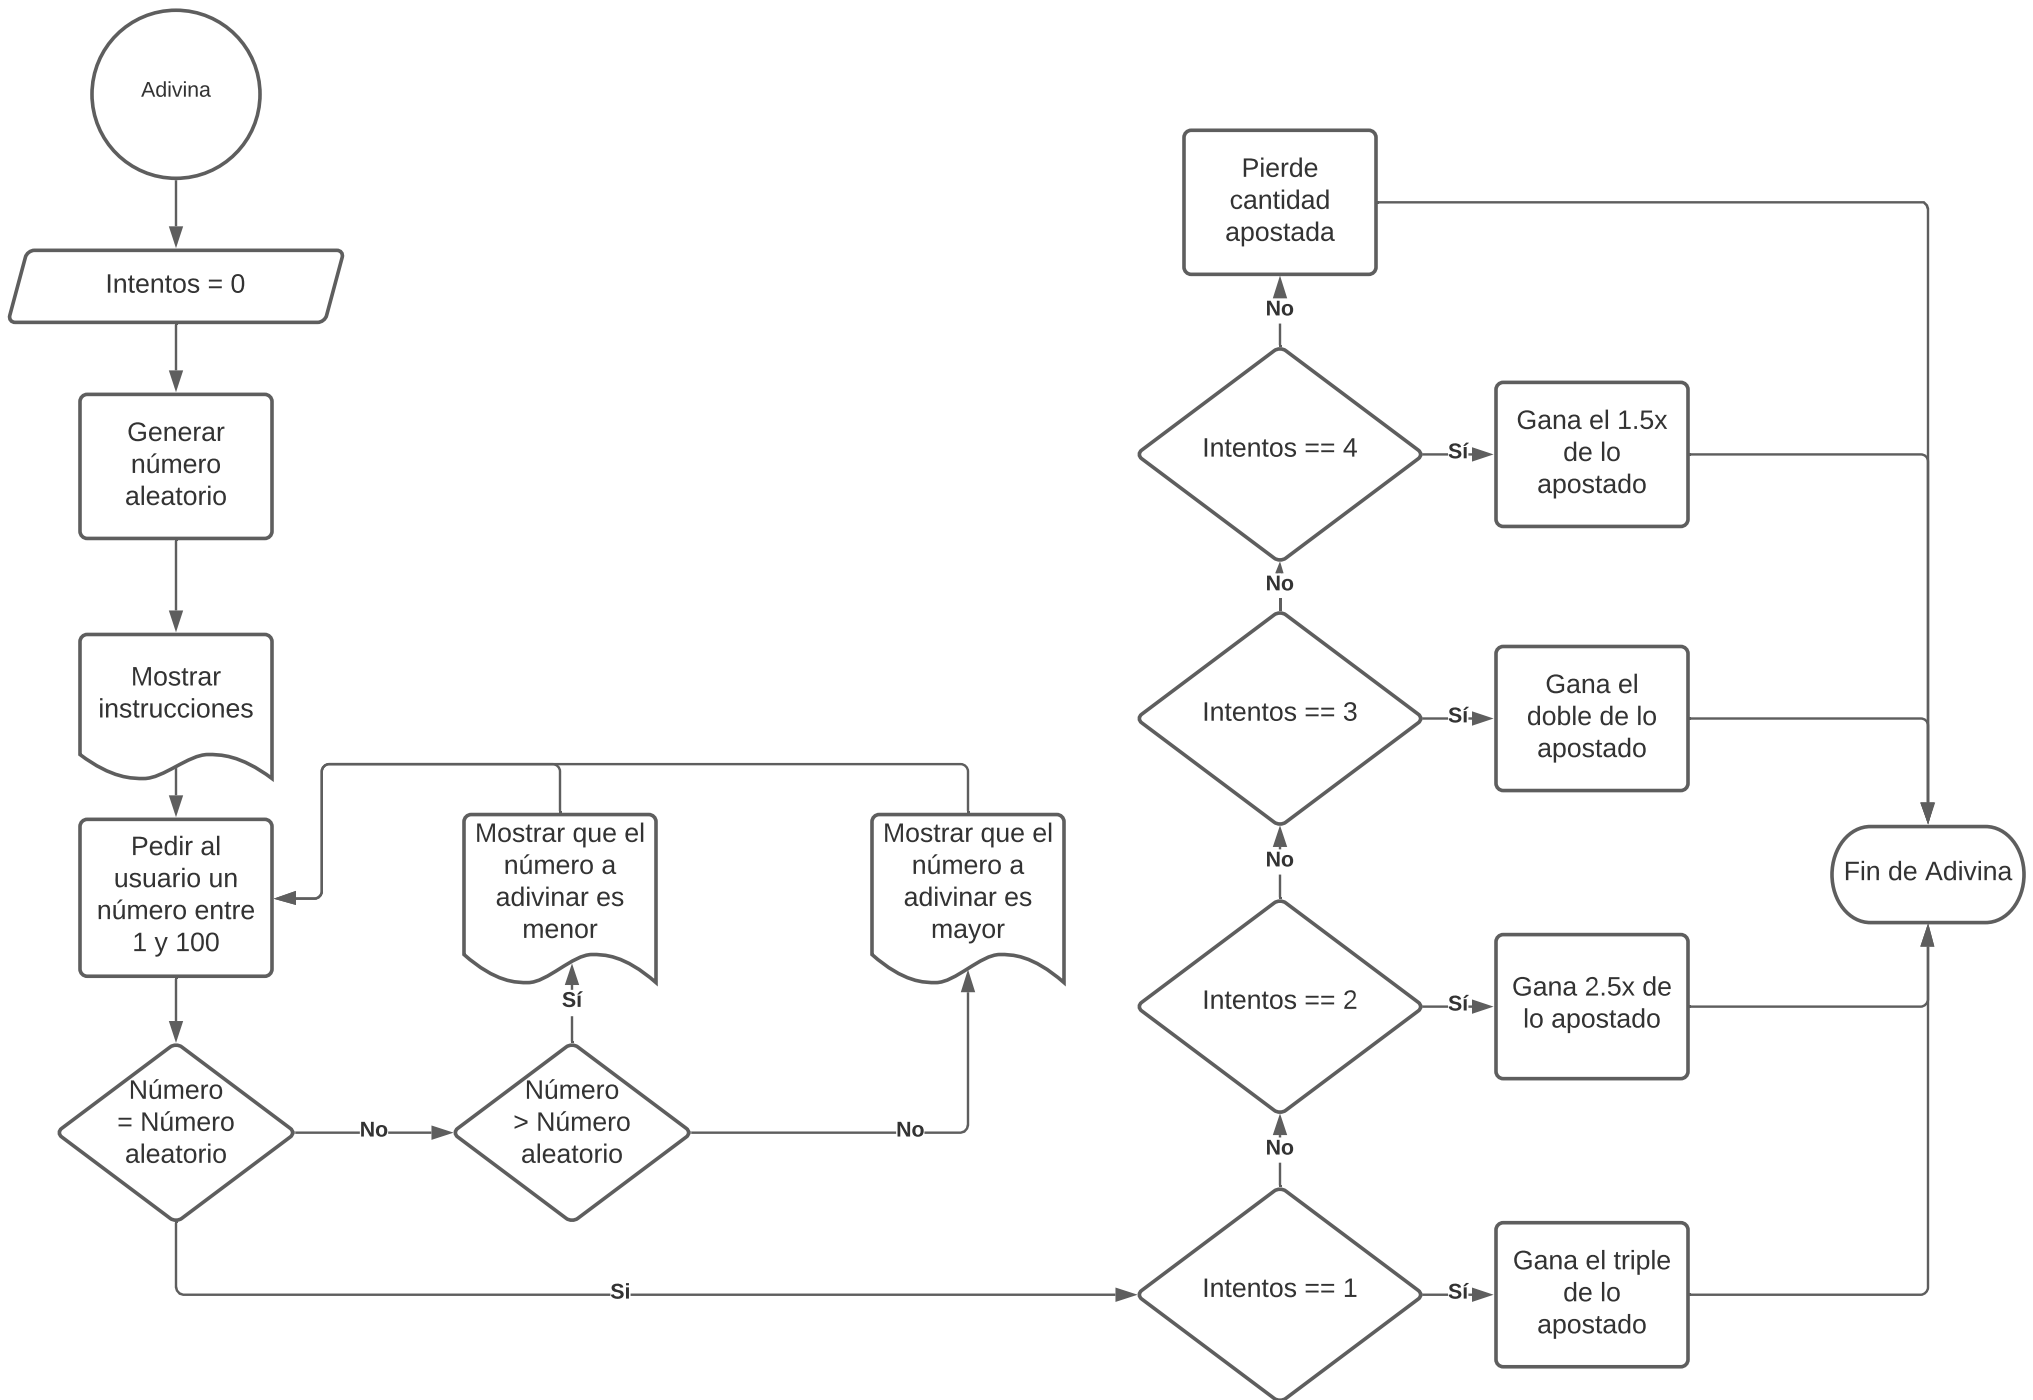 Adivina
Intentos = 0
Generar
número
aleatorio
Mostrar
instrucciones
Pedir al
usuario un
número entre
1 y 100
Número
= Número
aleatorio
No
Número
> Número
aleatorio
Sí
Mostrar que el
número a
adivinar es
menor
No
Mostrar que el
número a
adivinar es
mayor
Si
Intentos == 1
Sí
Gana el triple
de lo
apostado
No
Intentos == 2
Sí
Gana 2.5x de
lo apostado
No
Intentos == 3
Sí
Gana el
doble de lo
apostado
No
Intentos == 4
Sí
Gana el 1.5x
de lo
apostado
No
Pierde
cantidad
apostada
Fin de Adivina